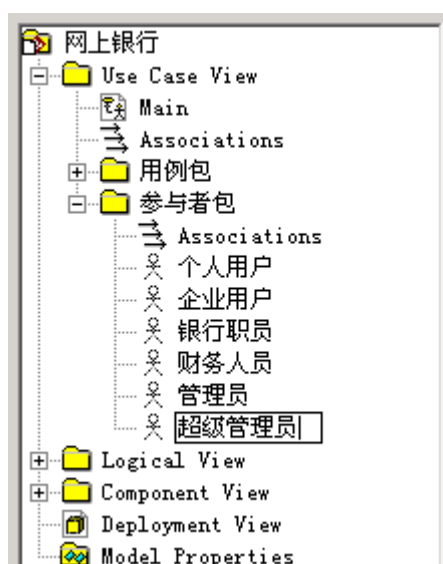 网上银行
Use Case View
Main
Associations
用例包
参与者包
Associations
个人用户
企业用户
银行职员
财务人员
管理员
超级管理员
Logical View
Component View
Deployment View
Model Properties